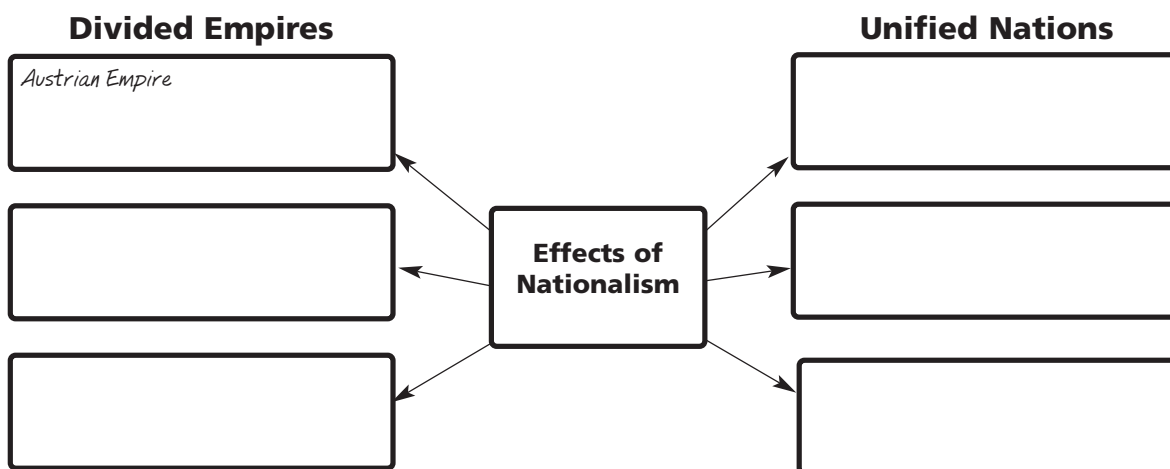 Divided Empires
Unified Nations
Austrian Empire
Effects of
Nationalism